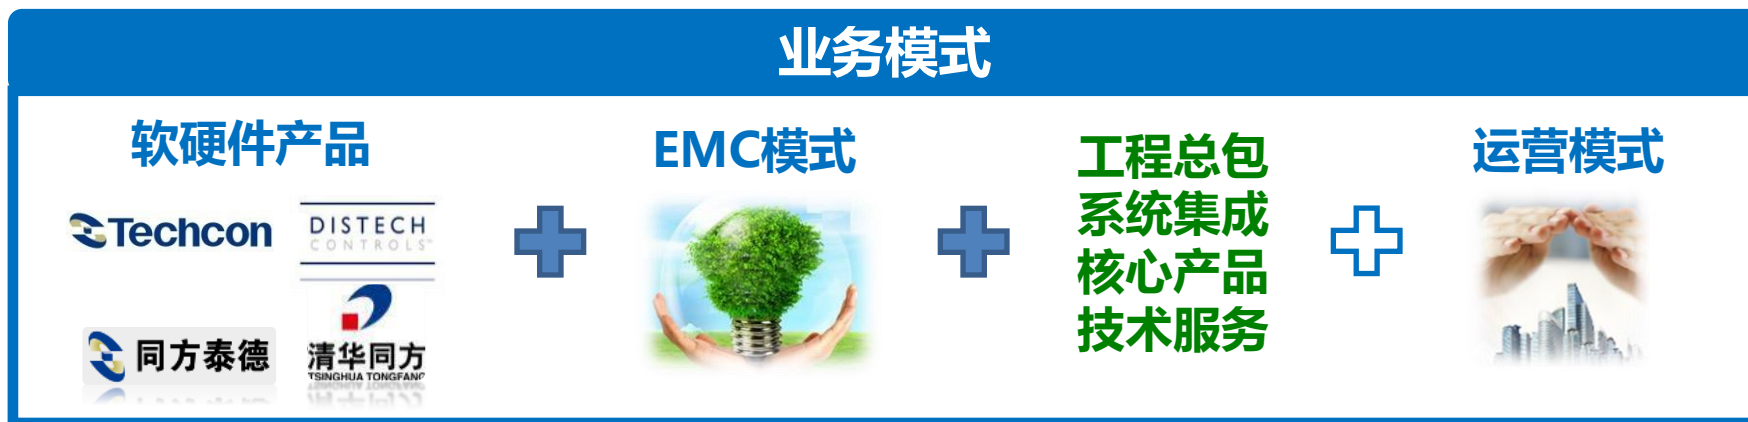 业务模式
软硬件产品
Techcon
DISTECH
CONTROLS
同方泰德
清华同方
TSINGHUA TONGFANG
EMC模式
工程总包
系统集成
核心产品
技术服务
运营模式